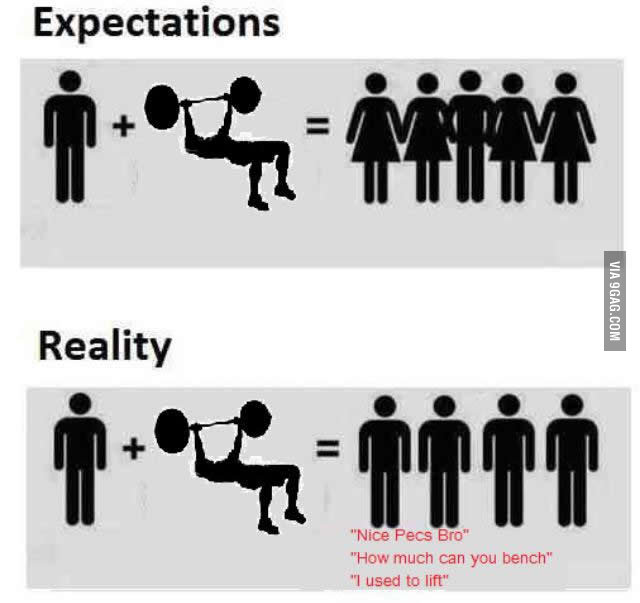 Expectations
+ =
VIA 9GAG.COM
Reality
+ =
"Nice Pecs Bro"
"How much can you bench"
"I used to lift"